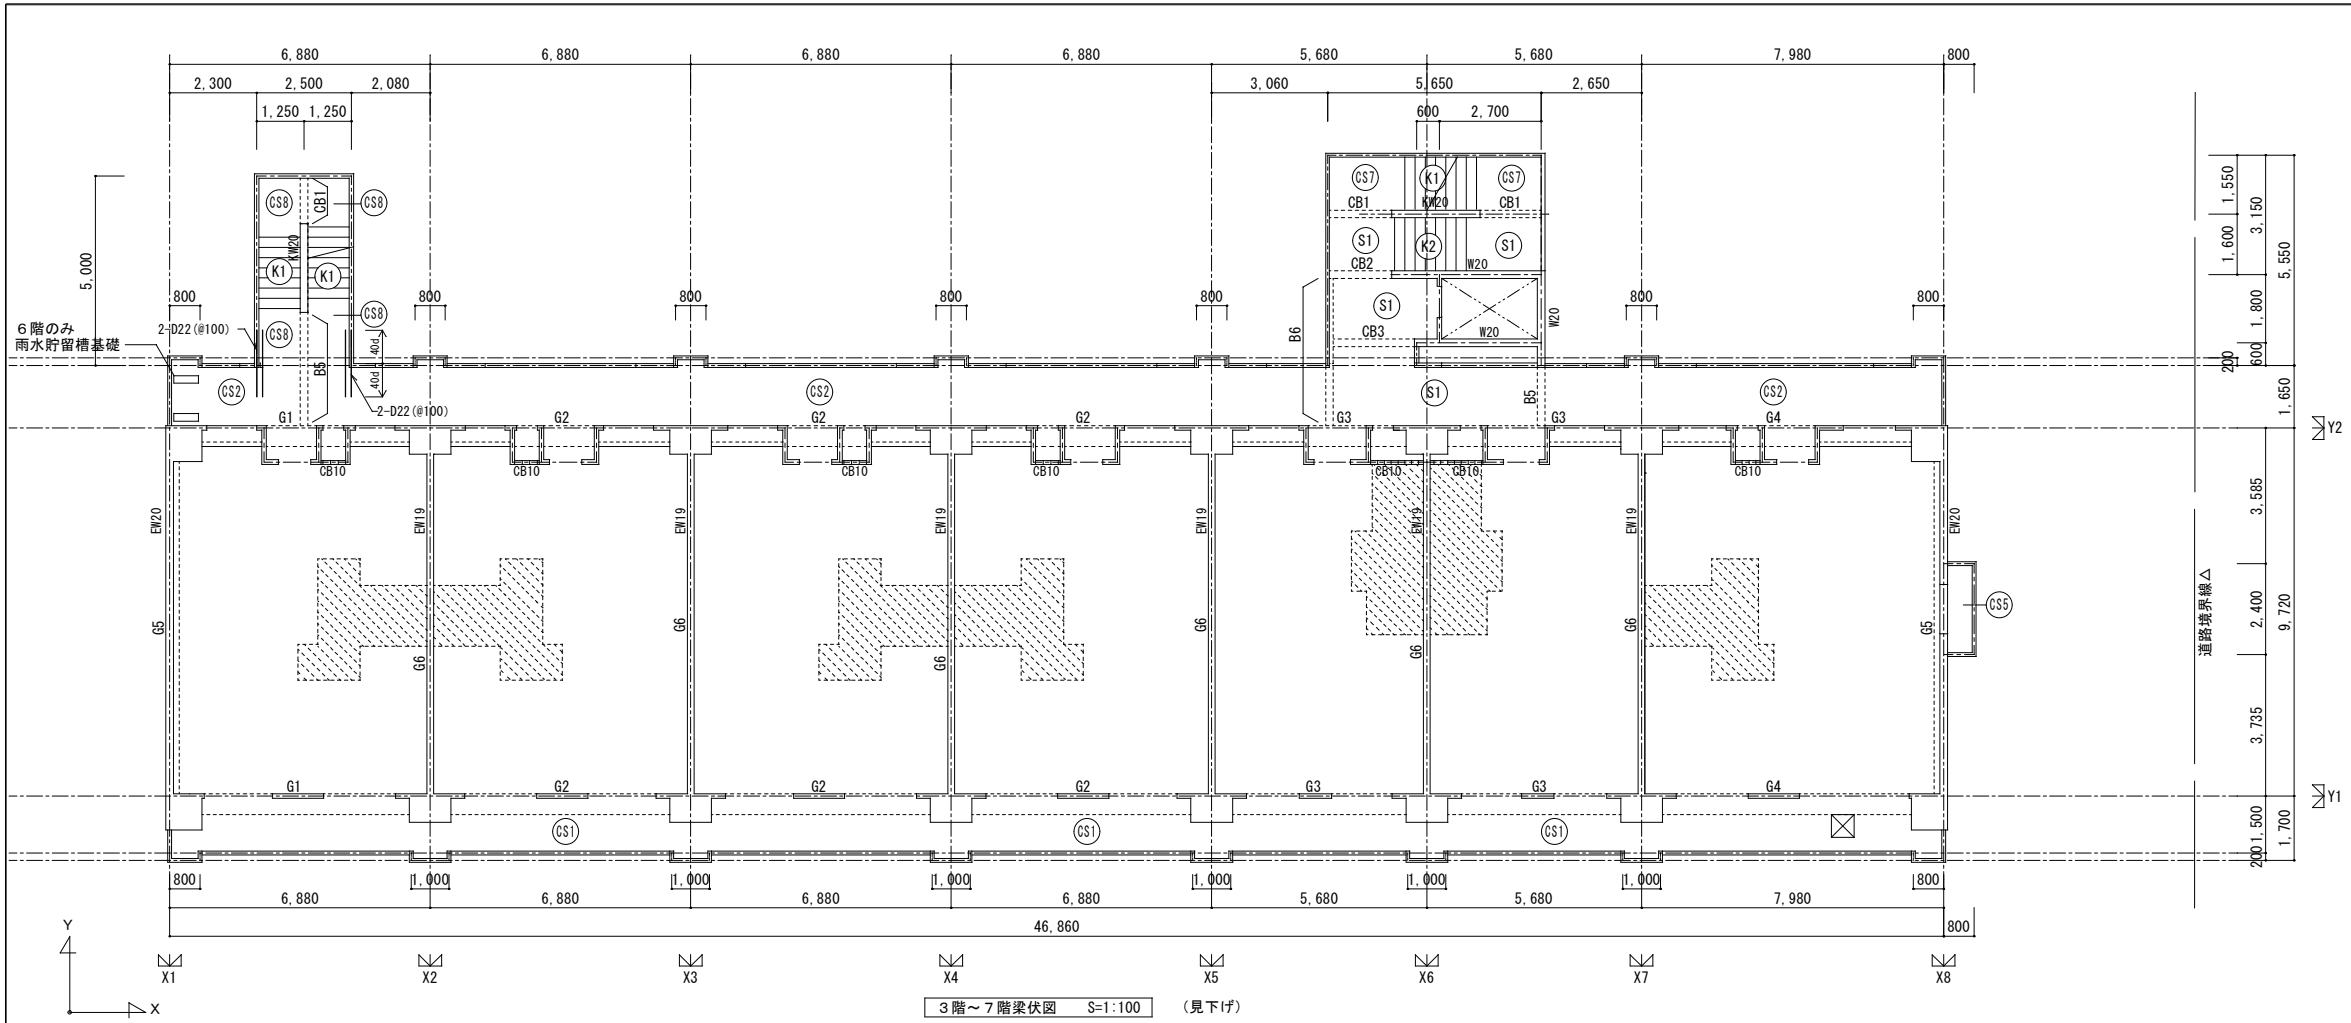 6,880 6,880 6,880 6,880 5,680 5,680 7,980 800
2,300 2,500 2,080 3,060 5,650 2,650
1,250 1,250 600 2,700
CS8 CB1 CS8
KW20
K1 K1
CS8
CS8
5,000
CS7 K1 CS7
CB1 KW20 CB1
S1 K2 S1
CB2 W20
S1
CB3 W20
W20
B6
1,550
3,150
1,600
5,550
1,800
600
200
1,650
800 800 800 800 800 800 800
6階のみ
雨水貯留槽基礎
2-D22(@100)
40d
40d
2-D22(@100)
B5
CS2 CS2 S1 B5 CS2
G1 G2 G2 G2 G3 G3 G4
Y2
CB10 CB10 CB10 CB10 CB10 CB10 CB10
EW20 EW19 EW19 EW19 EW19 EW19 EW19 EW20
G5 G6 G6 G6 G6 G6 G6 G5
CS5
道路境界線△
3,585
2,400
9,720
3,735
G1 G2 G2 G2 G3 G3 G4
Y1
CS1 CS1 CS1
1,500
1,700
200
800 1,000 1,000 1,000 1,000 1,000 1,000 800
6,880 6,880 6,880 6,880 5,680 5,680 7,980
46,860 800
Y
X
X1 X2 X3 X4 X5 X6 X7 X8
3階～7階梁伏図 S=1:100 (見下げ)